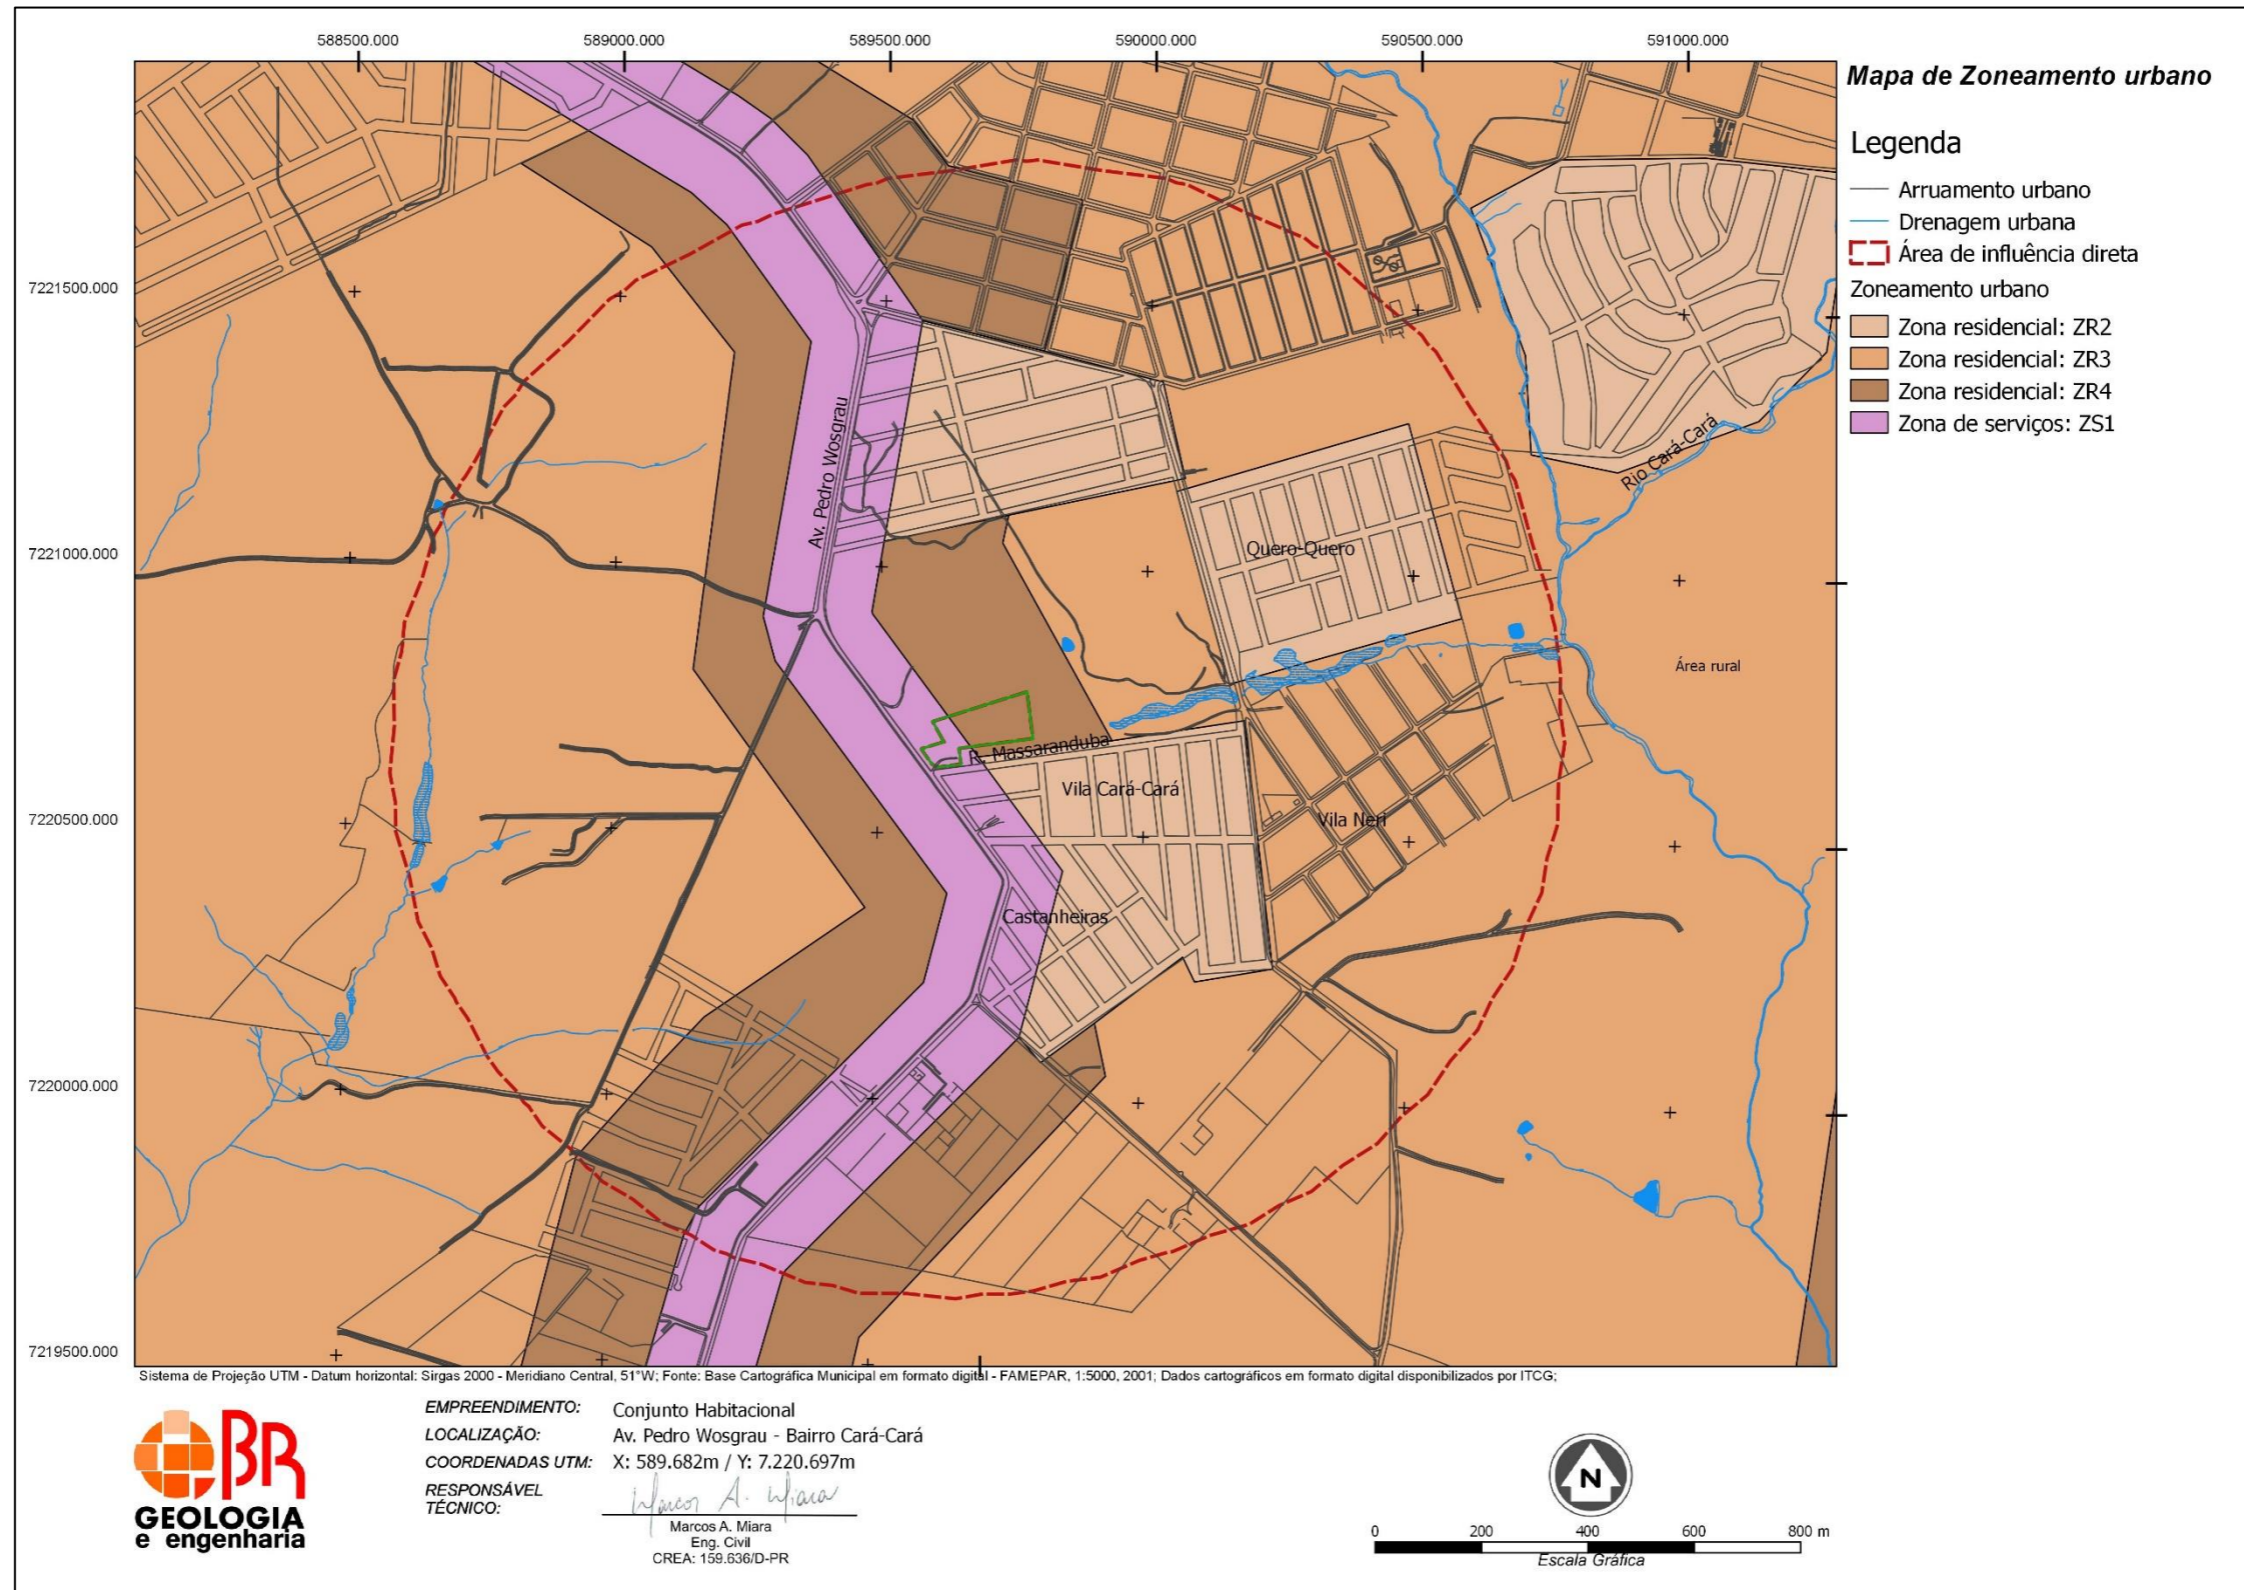 588500.000 589000.000 589500.000 590000.000 590500.000 591000.000
Mapa de Zoneamento urbano
Legenda
Arruamento urbano
Drenagem urbana
Área de influência direta
Zoneamento urbano
Zona residencial: ZR2
Zona residencial: ZR3
Zona residencial: ZR4
Zona de serviços: ZS1
7221500.000
7221000.000
7220500.000
7220000.000
7219500.000
Av. Pedro Wosgrau
Rio Cará-Cará
Quero-Quero
Área rural
R. Massaranduba
Vila Cará-Cará
Vila Neri
Castanheiras
Sistema de Projeção UTM - Datum horizontal: Sirgas 2000 - Meridiano Central, 51°W; Fonte: Base Cartográfica Municipal em formato digital - FAMEPAR, 1:5000, 2001; Dados cartográficos em formato digital disponibilizados por ITCG;
BR
GEOLOGIA
e engenharia
EMPREENDIMENTO: Conjunto Habitacional
LOCALIZAÇÃO: Av. Pedro Wosgrau - Bairro Cará-Cará
COORDENADAS UTM: X: 589.682m / Y: 7.220.697m
RESPONSÁVEL
TÉCNICO:
Marcos A. Miara
Marcos A. Miara
Eng. Civil
CREA: 159.636/D-PR
N
0 200 400 600 800 m
Escala Gráfica